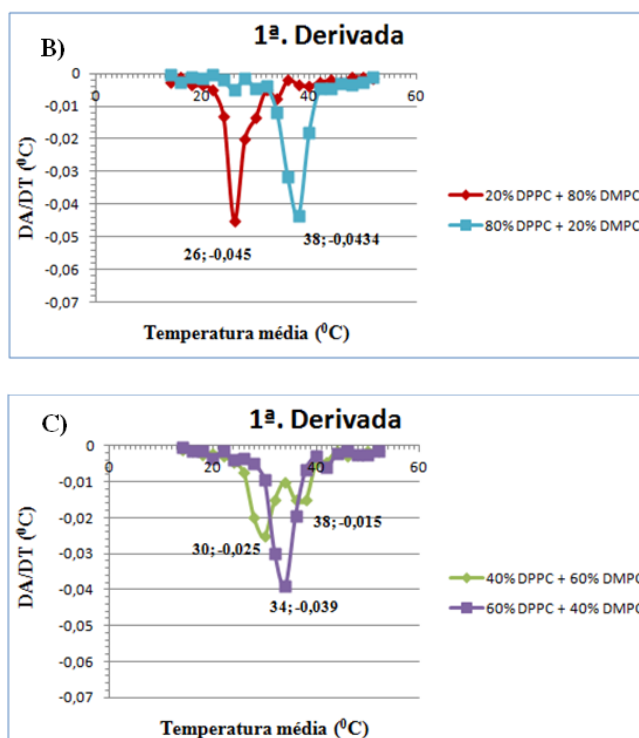 B)
1ª. Derivada
0
0
20
40
60
-0,01
-0,02
-0,03
-0,04
-0,05
-0,06
-0,07
DA/DT (⁰C)
26; -0,045
38; -0,0434
20% DPPC + 80% DMPC
80% DPPC + 20% DMPC
Temperatura média (⁰C)
C)
1ª. Derivada
0
0
20
40
60
-0,01
-0,02
-0,03
-0,04
-0,05
-0,06
-0,07
DA/DT (⁰C)
30; -0,025
38; -0,015
34; -0,039
40% DPPC + 60% DMPC
60% DPPC + 40% DMPC
Temperatura média (⁰C)